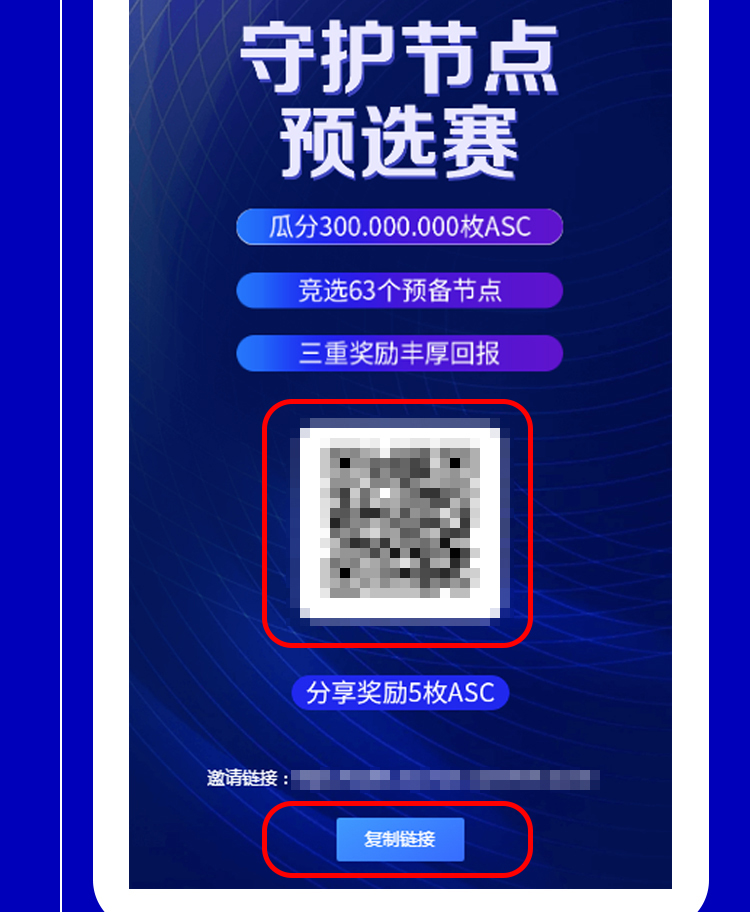 守护节点
预选赛
瓜分300.000.000枚ASC
竞选63个预备节点
三重奖励丰厚回报
分享奖励5枚ASC
邀请链接：
复制链接